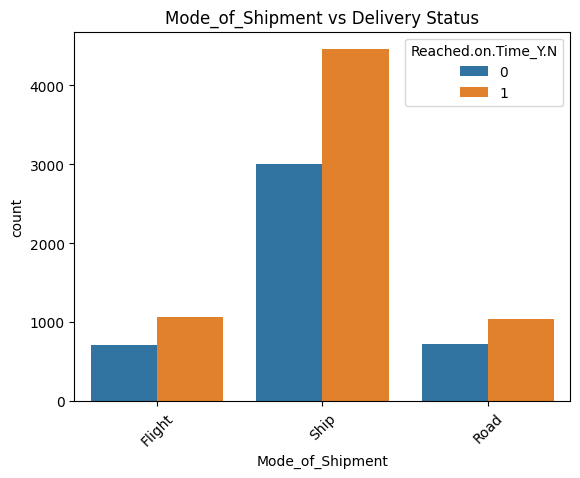 Mode_of_Shipment vs Delivery Status
Reached.on.Time_Y.N
0
1
4000
3000
2000
1000
0
count
Flight
Ship
Road
Mode_of_Shipment